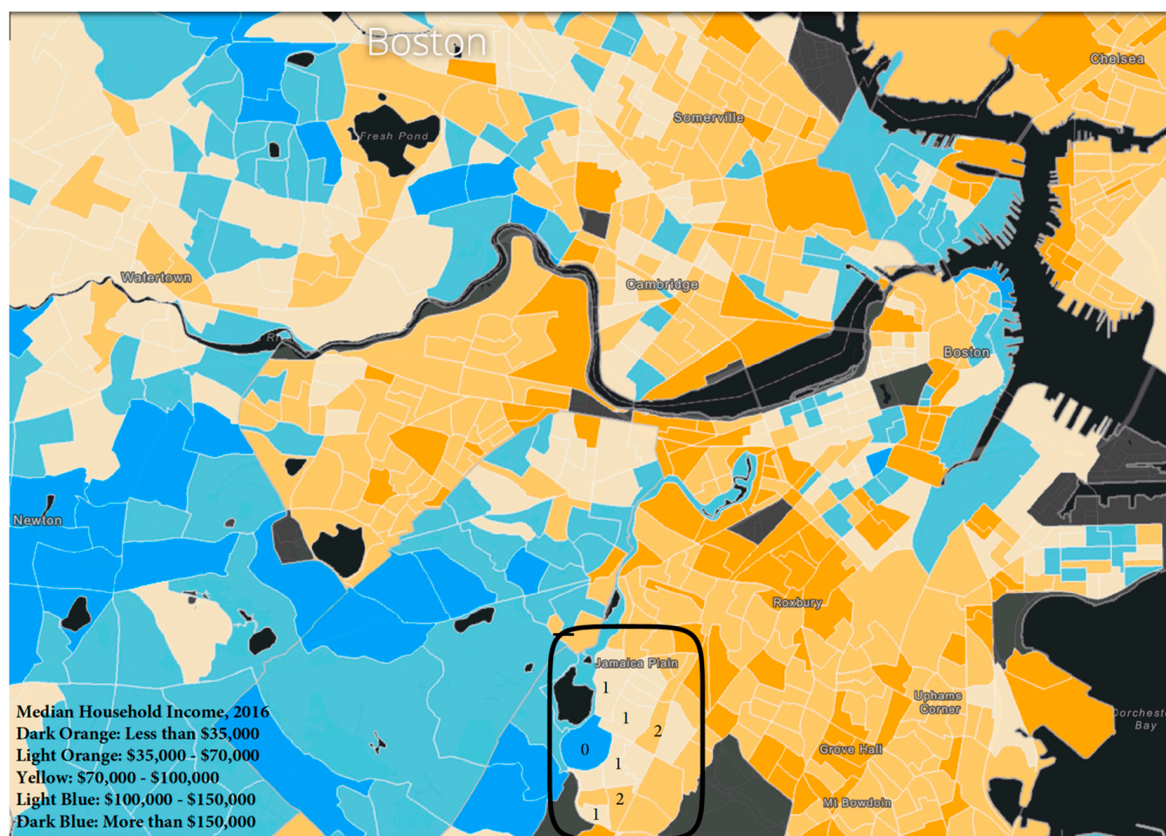 Boston
Chelsea
Somerville
Fresh Pond
Watertown
Cambridge
Boston
Newton
Roxbury
Jamaica Plain
1
1
2
0
1
2
1
Uphams
Corner
Dorchest
Bay
Grove Hall
Mt Bowdoin
Median Household Income, 2016
Dark Orange: Less than $35,000
Light Orange: $35,000 - $70,000
Yellow: $70,000 - $100,000
Light Blue: $100,000 - $150,000
Dark Blue: More than $150,000